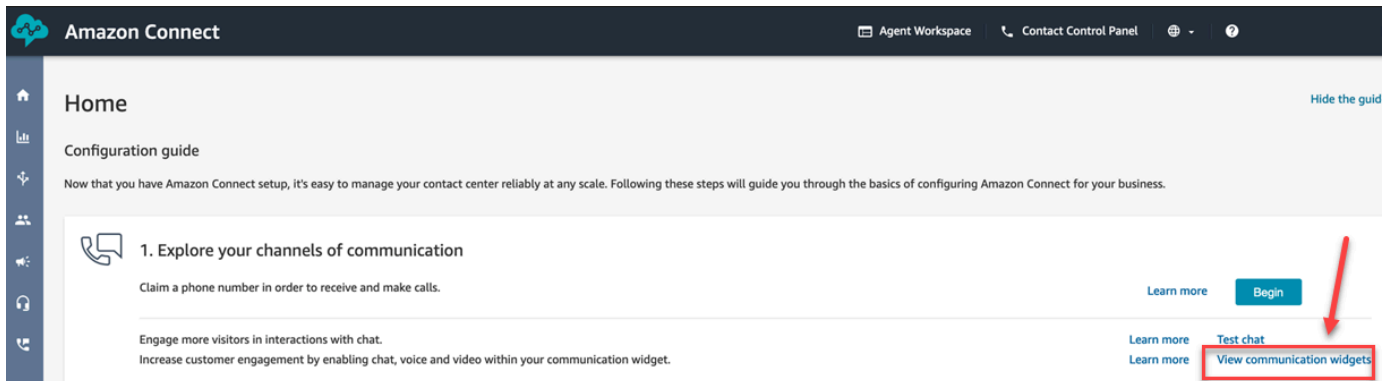 Amazon Connect
Agent Workspace
Contact Control Panel
Home
Hide the guid
Configuration guide
Now that you have Amazon Connect setup, it's easy to manage your contact center reliably at any scale. Following these steps will guide you through the basics of configuring Amazon Connect for your business.
1. Explore your channels of communication
Claim a phone number in order to receive and make calls.
Learn more
Begin
Engage more visitors in interactions with chat.
Learn more
Test chat
Increase customer engagement by enabling chat, voice and video within your communication widget.
Learn more
View communication widgets